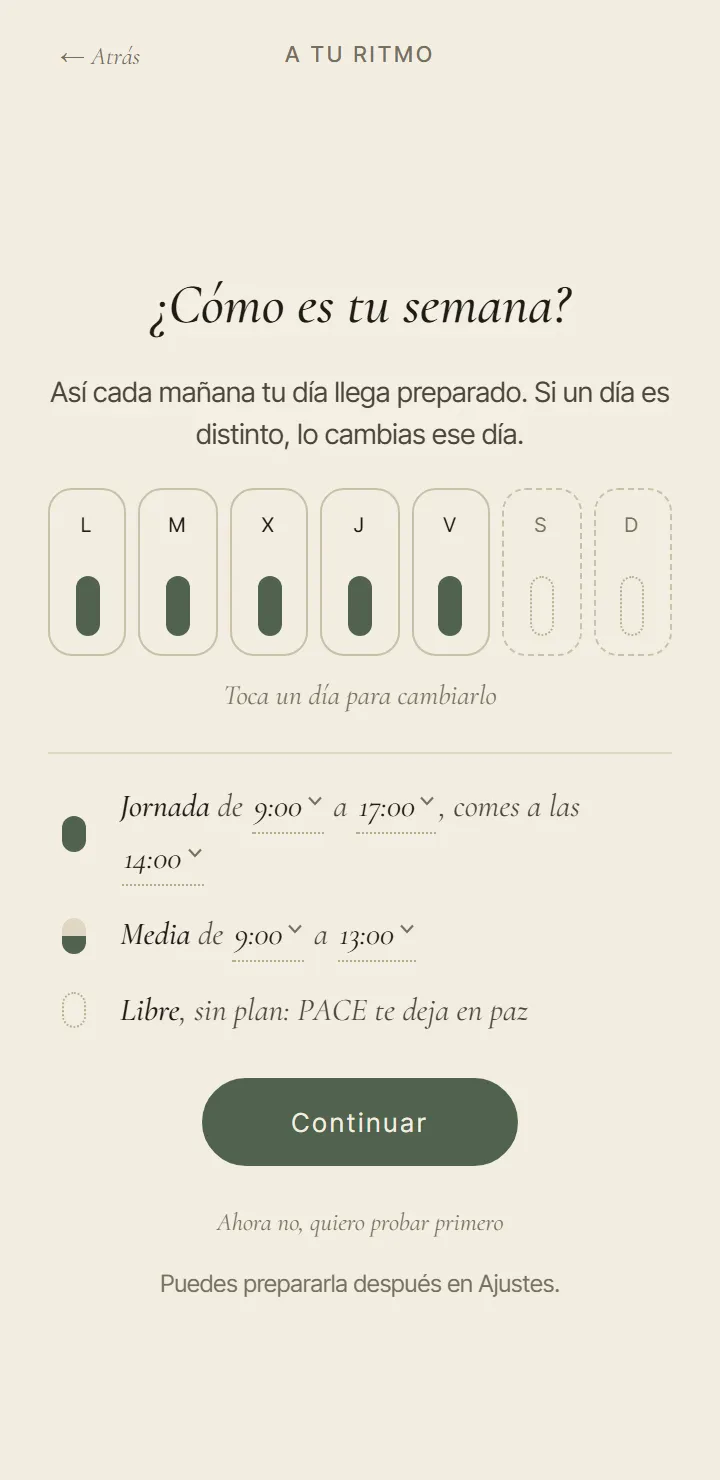 ← Atrás
A TU RITMO
¿Cómo es tu semana?
Así cada mañana tu día llega preparado. Si un día es
distinto, lo cambias ese día.
L M X J V S D
Toca un día para cambiarlo
Jornada de 9:00 a 17:00, comes a las
14:00
Media de 9:00 a 13:00
Libre, sin plan: PACE te deja en paz
Continuar
Ahora no, quiero probar primero
Puedes prepararla después en Ajustes.